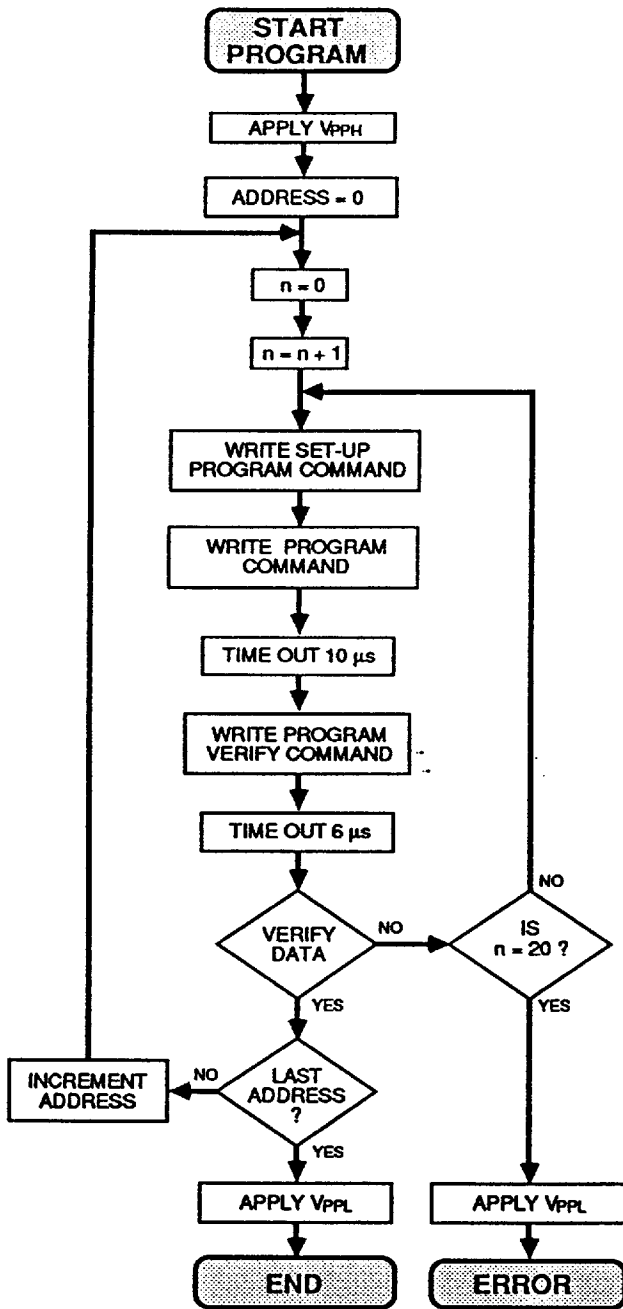 START
PROGRAM
APPLY VPPH
ADDRESS = 0
n = 0
n = n + 1
WRITE SET-UP
PROGRAM COMMAND
WRITE PROGRAM
COMMAND
TIME OUT 10 µs
WRITE PROGRAM
VERIFY COMMAND
TIME OUT 6 µs
VERIFY
DATA
NO
YES
IS
n = 20 ?
NO
YES
LAST
ADDRESS
?
NO
YES
INCREMENT
ADDRESS
APPLY VPPL
APPLY VPPL
END
ERROR